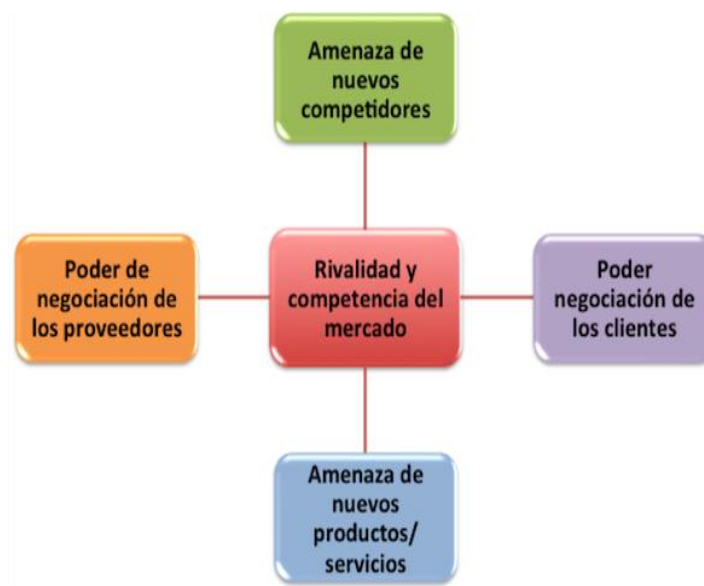 Amenaza de
nuevos
competidores
Poder de
negociación de
los proveedores
Rivalidad y
competencia del
mercado
Poder
negociación de
los clientes
Amenaza de
nuevos
productos/
servicios